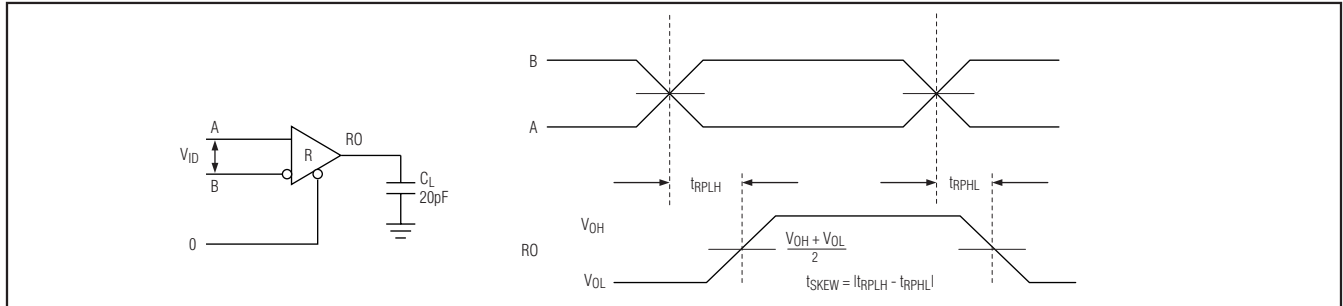 A
VID
B
R
RO
CL
20pF
0
B
A
tRPLH
tRPHL
VOH
RO
VOL
VOH + VOL
2
tSKEW = |tRPLH - tRPHL|